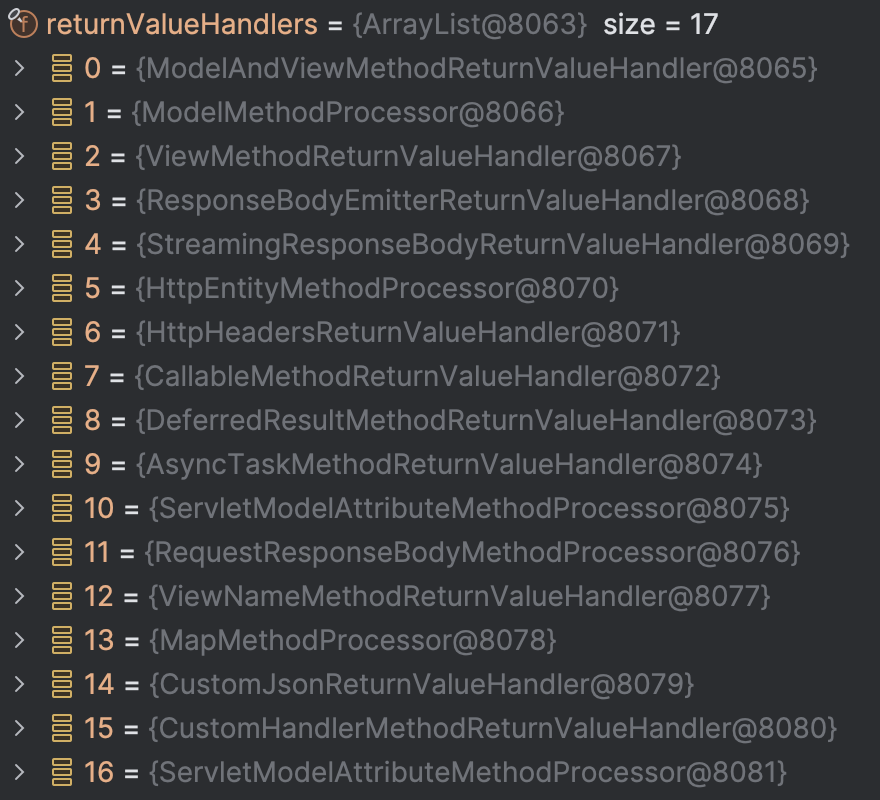 returnValueHandlers = {ArrayList@8063} size = 17
0 = {ModelAndViewMethodReturnValueHandler@8065}
1 = {ModelMethodProcessor@8066}
2 = {ViewMethodReturnValueHandler@8067}
3 = {ResponseBodyEmitterReturnValueHandler@8068}
4 = {StreamingResponseBodyReturnValueHandler@8069}
5 = {HttpEntityMethodProcessor@8070}
6 = {HttpHeadersReturnValueHandler@8071}
7 = {CallableMethodReturnValueHandler@8072}
8 = {DeferredResultMethodReturnValueHandler@8073}
9 = {AsyncTaskMethodReturnValueHandler@8074}
10 = {ServletModelAttributeMethodProcessor@8075}
11 = {RequestResponseBodyMethodProcessor@8076}
12 = {ViewNameMethodReturnValueHandler@8077}
13 = {MapMethodProcessor@8078}
14 = {CustomJsonReturnValueHandler@8079}
15 = {CustomHandlerMethodReturnValueHandler@8080}
16 = {ServletModelAttributeMethodProcessor@8081}